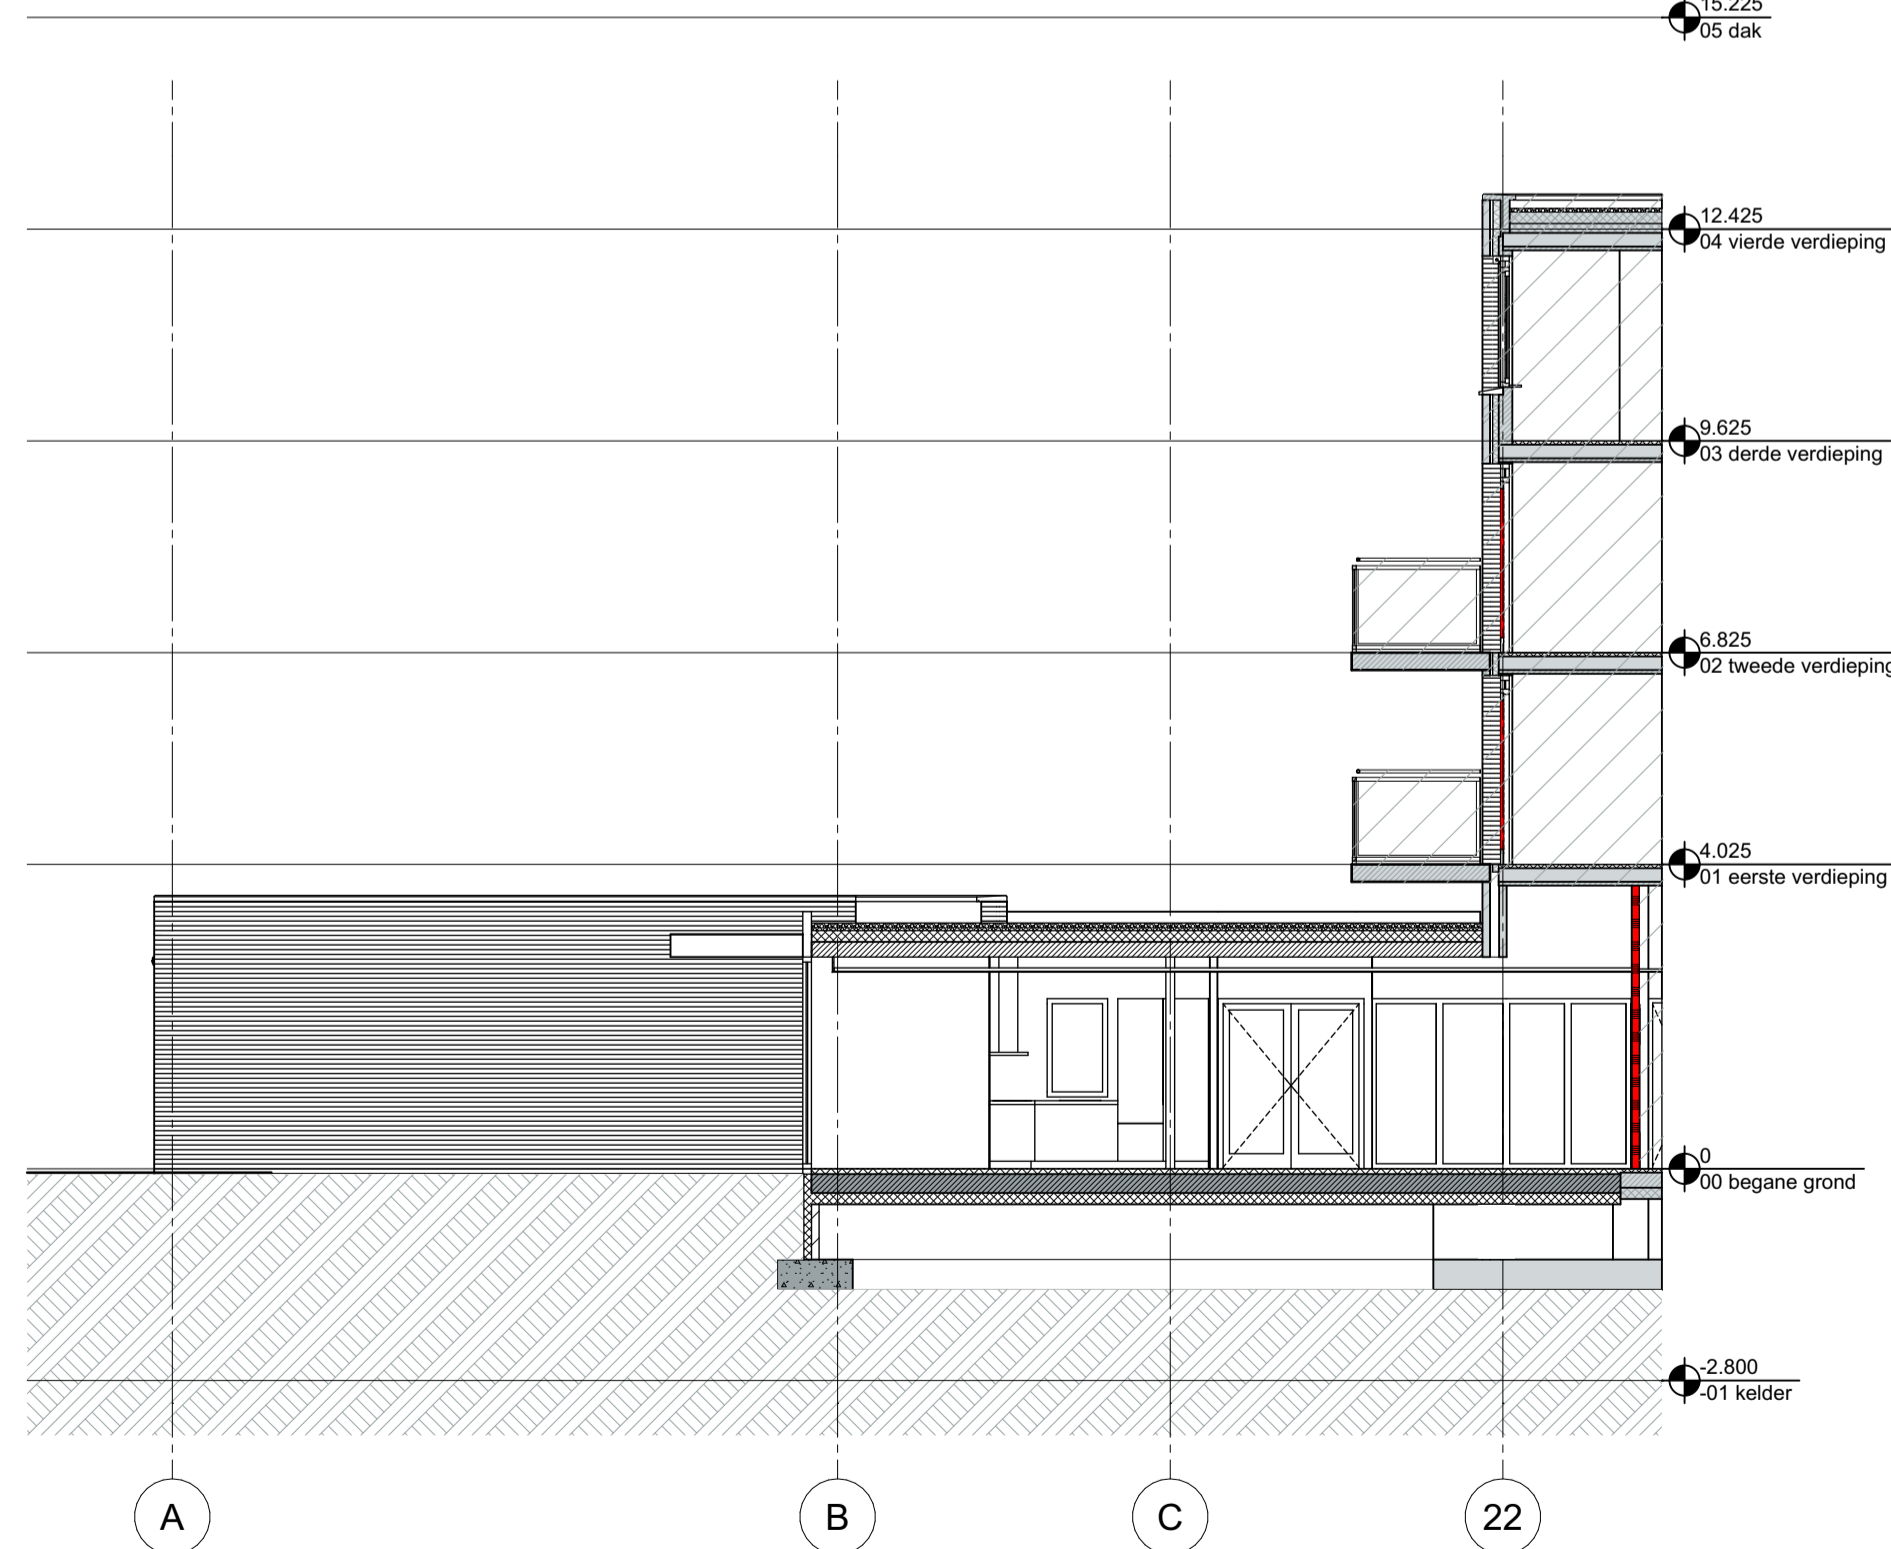 15.225
05 dak
12.425
04 vierde verdieping
9.625
03 derde verdieping
6.825
02 tweede verdieping
4.025
01 eerste verdieping
0
00 begane grond
-2.800
-01 kelder
A
B
C
22